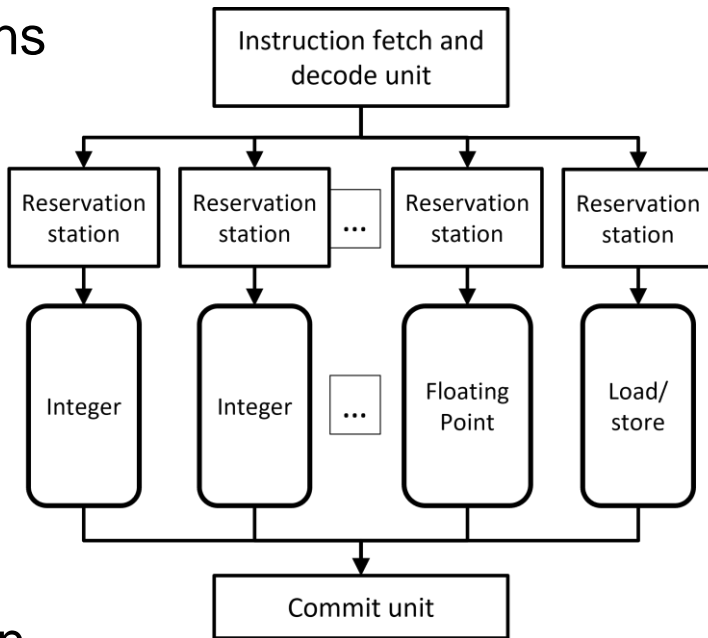 ns
Instruction fetch and
decode unit
Reservation
station
Reservation
station
...
Reservation
station
Reservation
station
Integer
Integer
...
Floating
Point
Load/
store
Commit unit